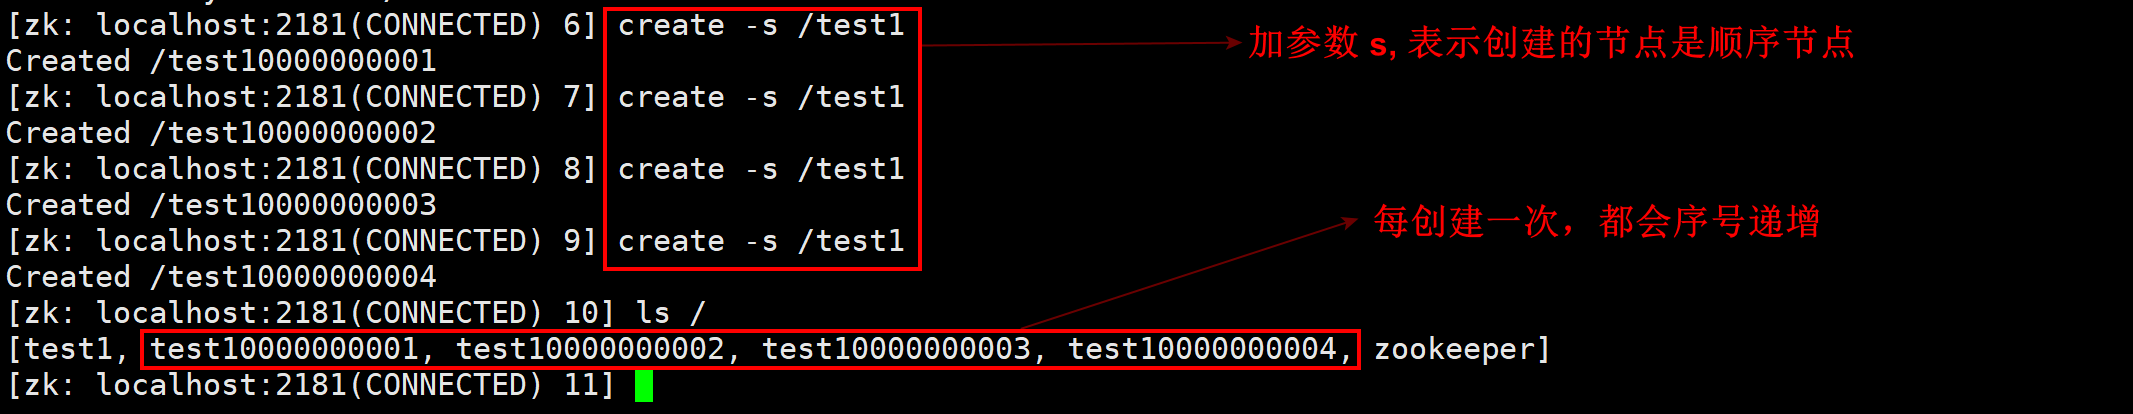 [zk: localhost:2181(CONNECTED) 6] create -s /test1
加参数 s, 表示创建的节点是顺序节点
Created /test10000000001
[zk: localhost:2181(CONNECTED) 7] create -s /test1
Created /test10000000002
[zk: localhost:2181(CONNECTED) 8] create -s /test1
Created /test10000000003
每创建一次，都会序号递增
[zk: localhost:2181(CONNECTED) 9] create -s /test1
Created /test10000000004
[zk: localhost:2181(CONNECTED) 10] ls /
[test1, test10000000001, test10000000002, test10000000003, test10000000004, zookeeper]
[zk: localhost:2181(CONNECTED) 11]